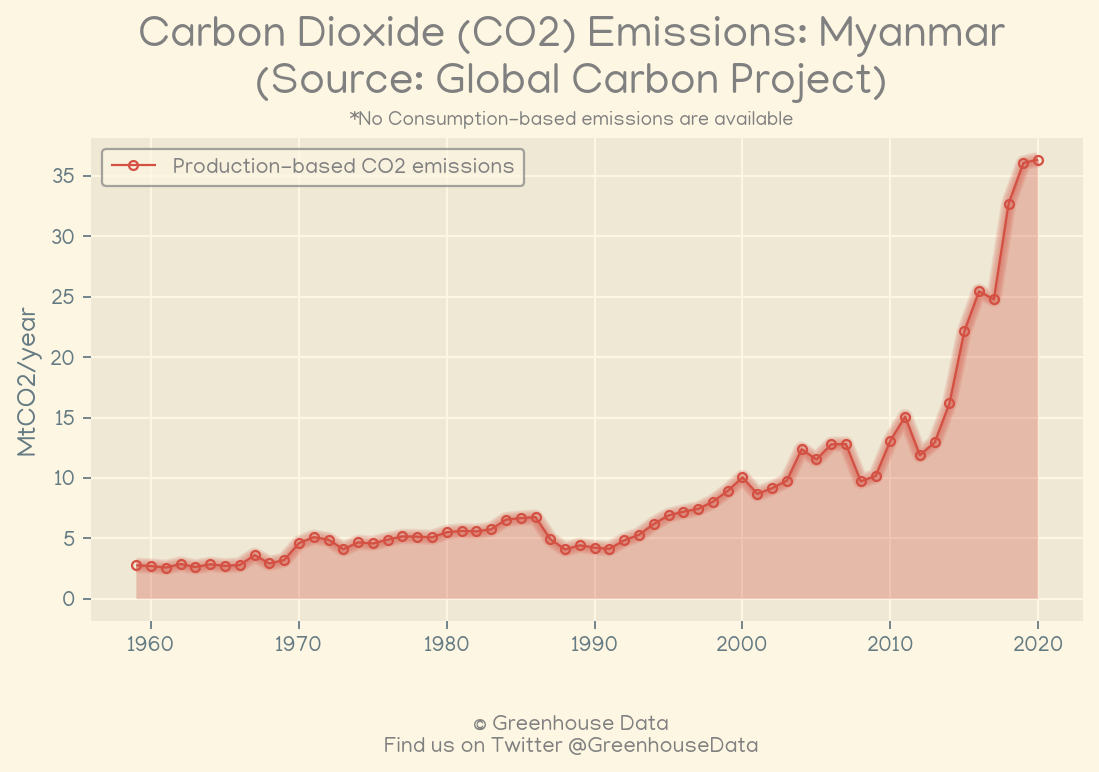 Carbon Dioxide (CO2) Emissions: Myanmar
(Source: Global Carbon Project)
*No Consumption-based emissions are available
Production-based CO2 emissions
MtCO2/year
35
30
25
20
15
10
5
0
1960 1970 1980 1990 2000 2010 2020
© Greenhouse Data
Find us on Twitter @GreenhouseData